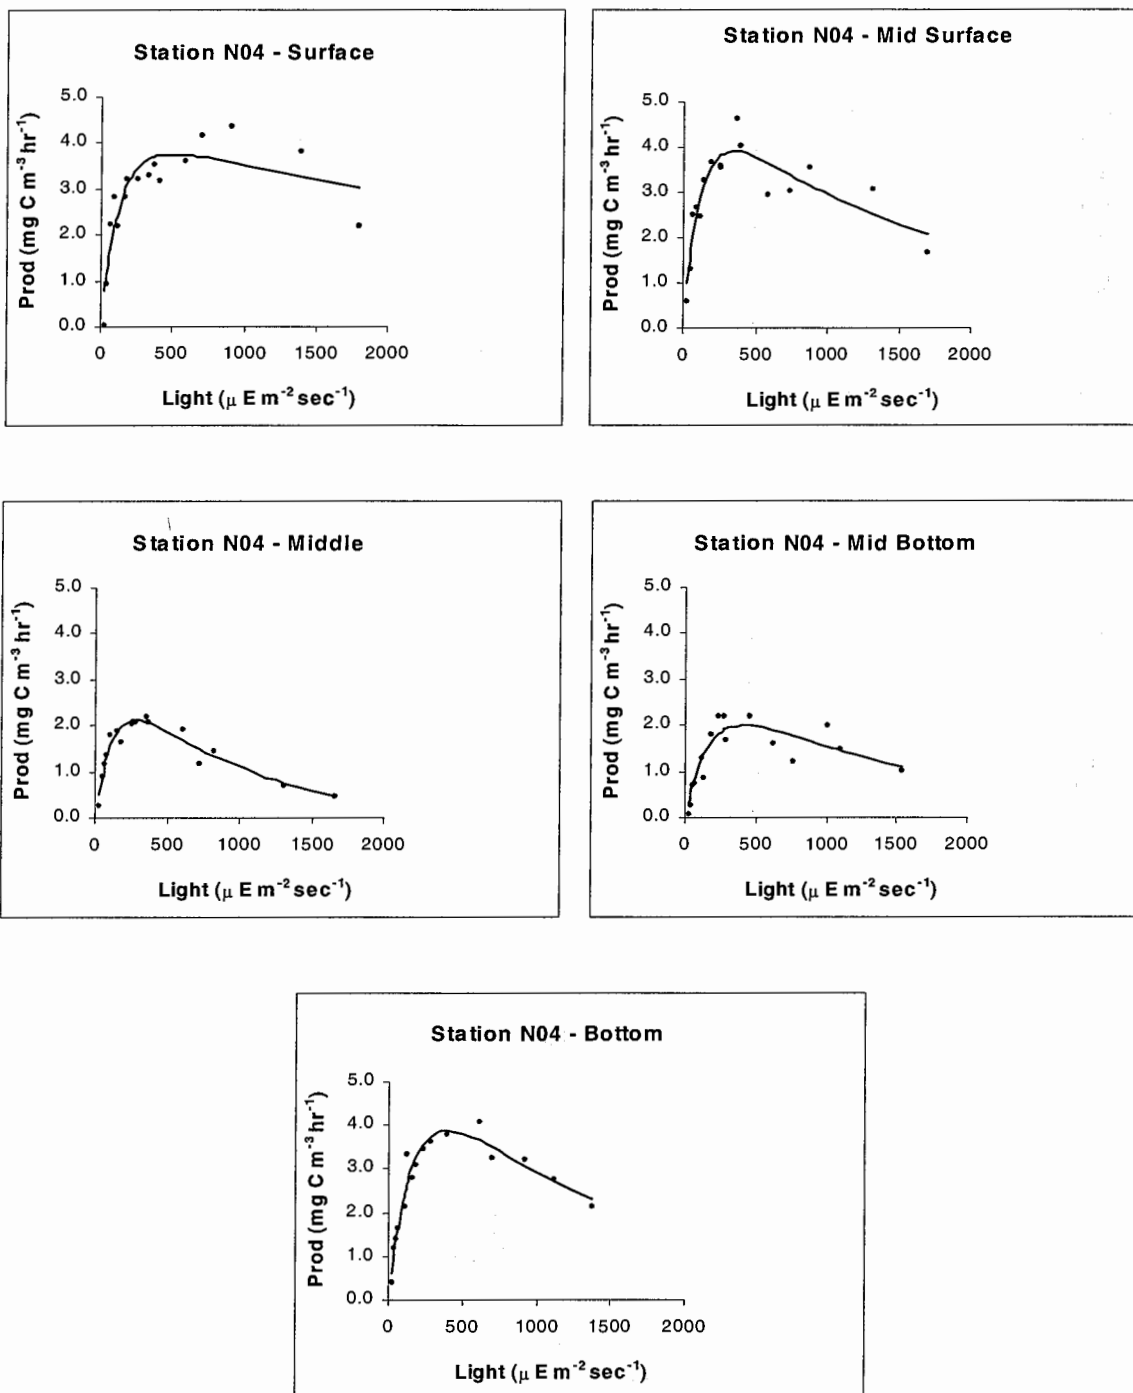 Station N04 - Surface
5.0
4.0
3.0
2.0
1.0
0.0
Prod (mg C m⁻³ hr⁻¹)
0 500 1000 1500 2000
Light (μ E m⁻² sec⁻¹)
Station N04 - Mid Surface
5.0
4.0
3.0
2.0
1.0
0.0
Prod (mg C m⁻³ hr⁻¹)
0 500 1000 1500 2000
Light (μ E m⁻² sec⁻¹)
Station N04 - Middle
5.0
4.0
3.0
2.0
1.0
0.0
Prod (mg C m⁻³ hr⁻¹)
0 500 1000 1500 2000
Light (μ E m⁻² sec⁻¹)
Station N04 - Mid Bottom
5.0
4.0
3.0
2.0
1.0
0.0
Prod (mg C m⁻³ hr⁻¹)
0 500 1000 1500 2000
Light (μ E m⁻² sec⁻¹)
Station N04 - Bottom
5.0
4.0
3.0
2.0
1.0
0.0
Prod (mg C m⁻³ hr⁻¹)
0 500 1000 1500 2000
Light (μ E m⁻² sec⁻¹)